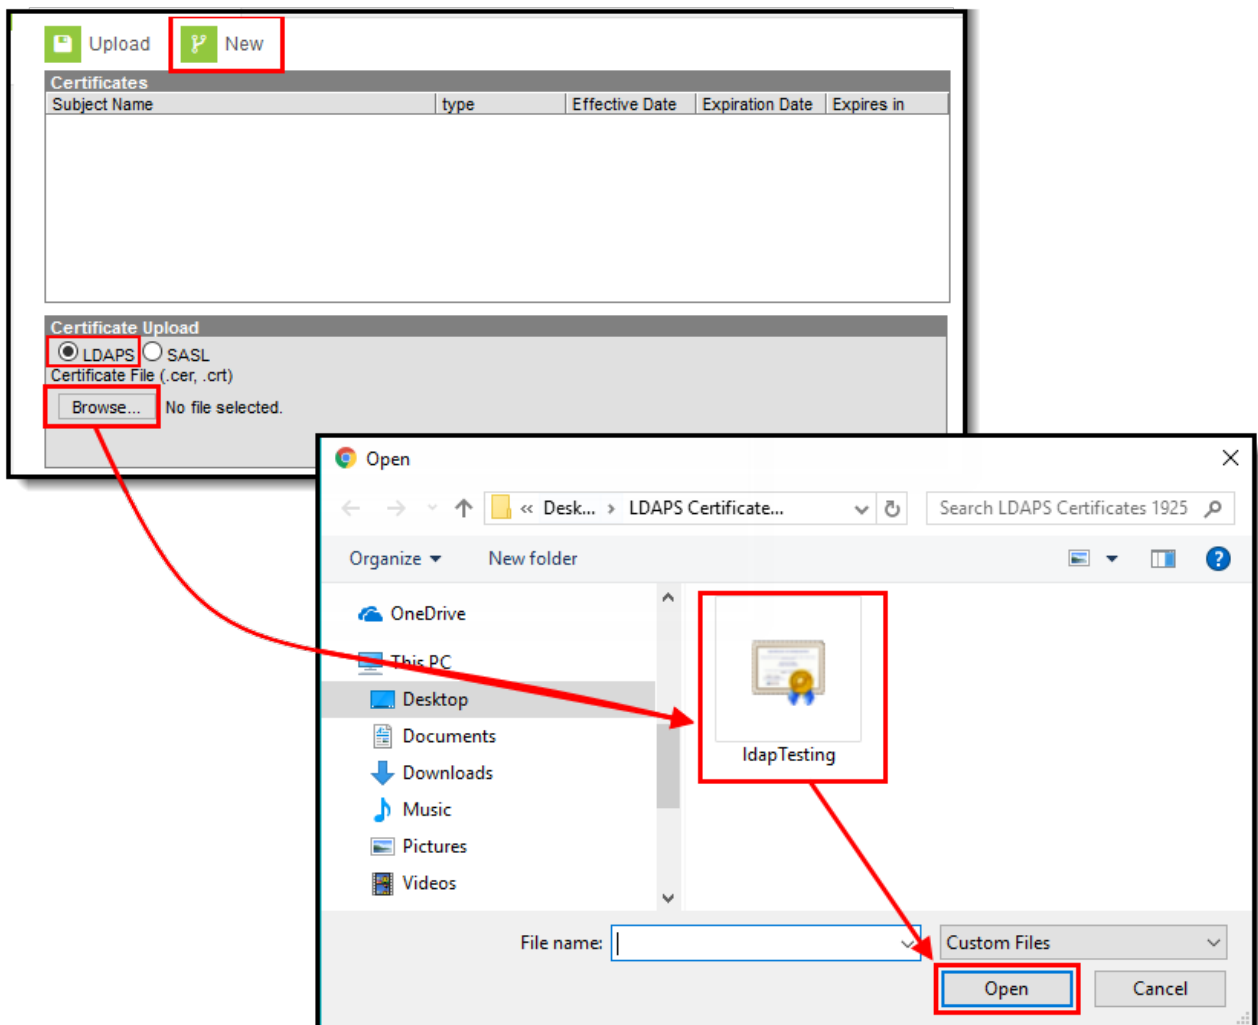 Upload New
Certificates
Subject Name type Effective Date Expiration Date Expires in
Certificate Upload
LDAPS SASL
Certificate File (.cer, .crt)
Browse... No file selected.
Open
« Desk... › LDAPS Certificate... Search LDAPS Certificates 1925
Organize New folder
OneDrive
This PC
Desktop
Documents
Downloads
Music
Pictures
Videos
ldapTesting
File name: Custom Files
Open Cancel